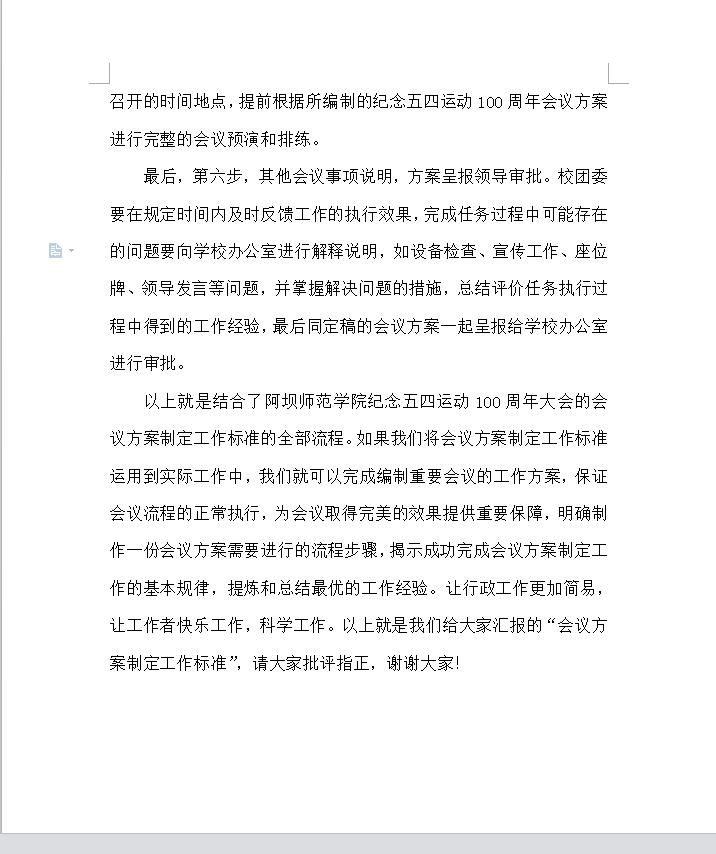 召开的时间地点，提前根据所编制的纪念五四运动 100 周年会议方案
进行完整的会议预演和排练。
最后，第六步，其他会议事项说明，方案呈报领导审批。校团委
要在规定时间内及时反馈工作的执行效果，完成任务过程中可能存在
的问题要向学校办公室进行解释说明，如设备检查、宣传工作、座位
牌、领导发言等问题，并掌握解决问题的措施，总结评价任务执行过
程中得到的工作经验，最后同定稿的会议方案一起呈报给学校办公室
进行审批。
以上就是结合了阿坝师范学院纪念五四运动 100 周年大会的会
议方案制定工作标准的全部流程。如果我们将会议方案制定工作标准
运用到实际工作中，我们就可以完成编制重要会议的工作方案，保证
会议流程的正常执行，为会议取得完美的效果提供重要保障，明确制
作一份会议方案需要进行的流程步骤，揭示成功完成会议方案制定工
作的基本规律，提炼和总结最优的工作经验。让行政工作更加简易，
让工作者快乐工作，科学工作。以上就是我们给大家汇报的“会议方
案制定工作标准”，请大家批评指正，谢谢大家！